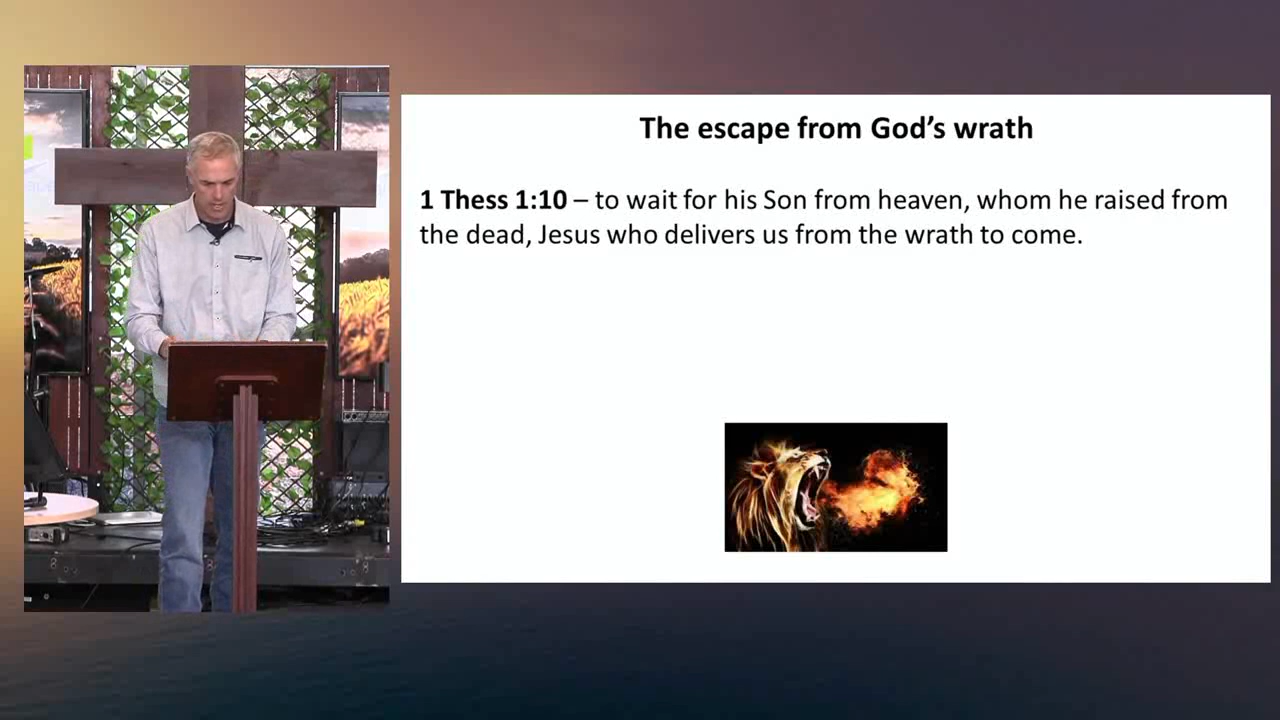 The escape from God’s wrath
1 Thess 1:10 – to wait for his Son from heaven, whom he raised from
the dead, Jesus who delivers us from the wrath to come.